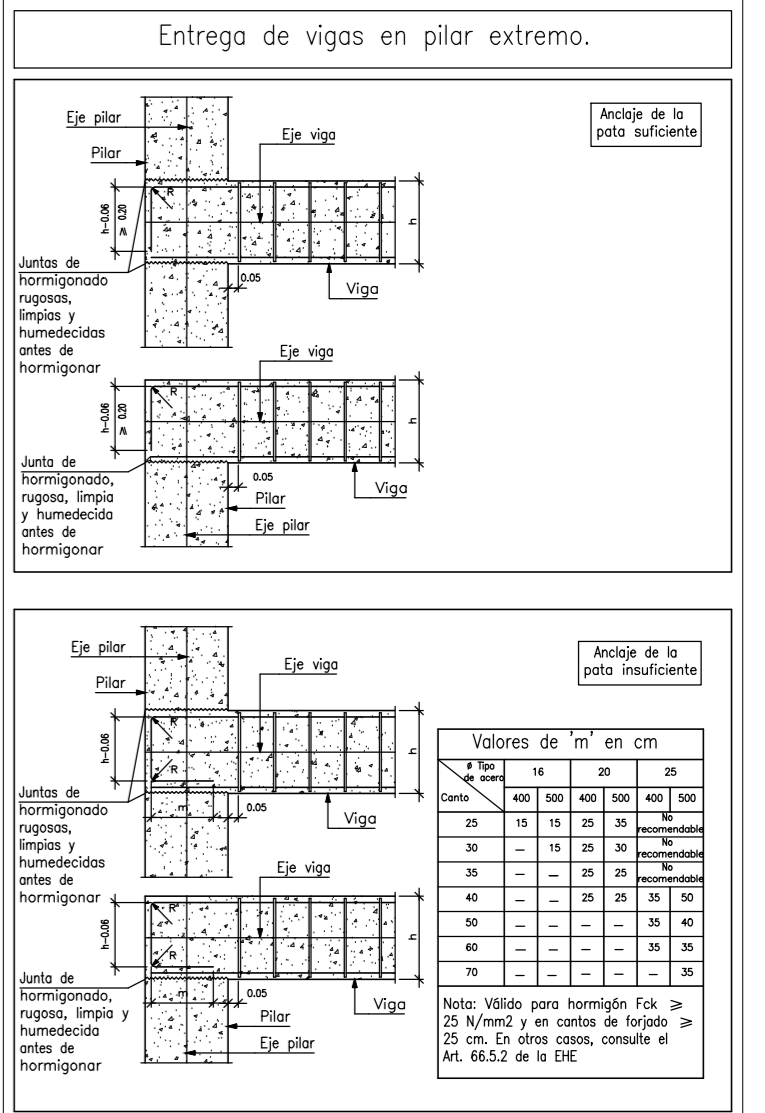 Entrega de vigas en pilar extremo.
Anclaje de la
pata suficiente
Eje pilar
Eje viga
Pilar
R
h-0.06
≥ 0.20
h
Juntas de
hormigonado
rugosas,
limpias y
humedecidas
antes de
hormigonar
0.05
Viga
Eje viga
R
h-0.06
≥ 0.20
h
Junta de
hormigonado,
rugosa, limpia
y humedecida
antes de
hormigonar
0.05
Pilar
Viga
Eje pilar
Anclaje de la
pata insuficiente
Eje pilar
Eje viga
Pilar
R
h-0.06
R
h
Juntas de
hormigonado
rugosas,
limpias y
humedecidas
antes de
hormigonar
m
0.05
Viga
Eje viga
R
h-0.06
R
h
Junta de
hormigonado,
rugosa, limpia y
humedecida
antes de
hormigonar
m
0.05
Viga
Pilar
Eje pilar
Valores de 'm' en cm
ø Tipo de acero 16 20 25
Canto 400 500 400 500 400 500
25 15 15 25 35 No recomendable
30 — 15 25 30 No recomendable
35 — — 25 25 No recomendable
40 — — 25 25 35 50
50 — — — — 35 40
60 — — — — 35 35
70 — — — — — 35
Nota: Válido para hormigón Fck ≥
25 N/mm2 y en cantos de forjado ≥
25 cm. En otros casos, consulte el
Art. 66.5.2 de la EHE